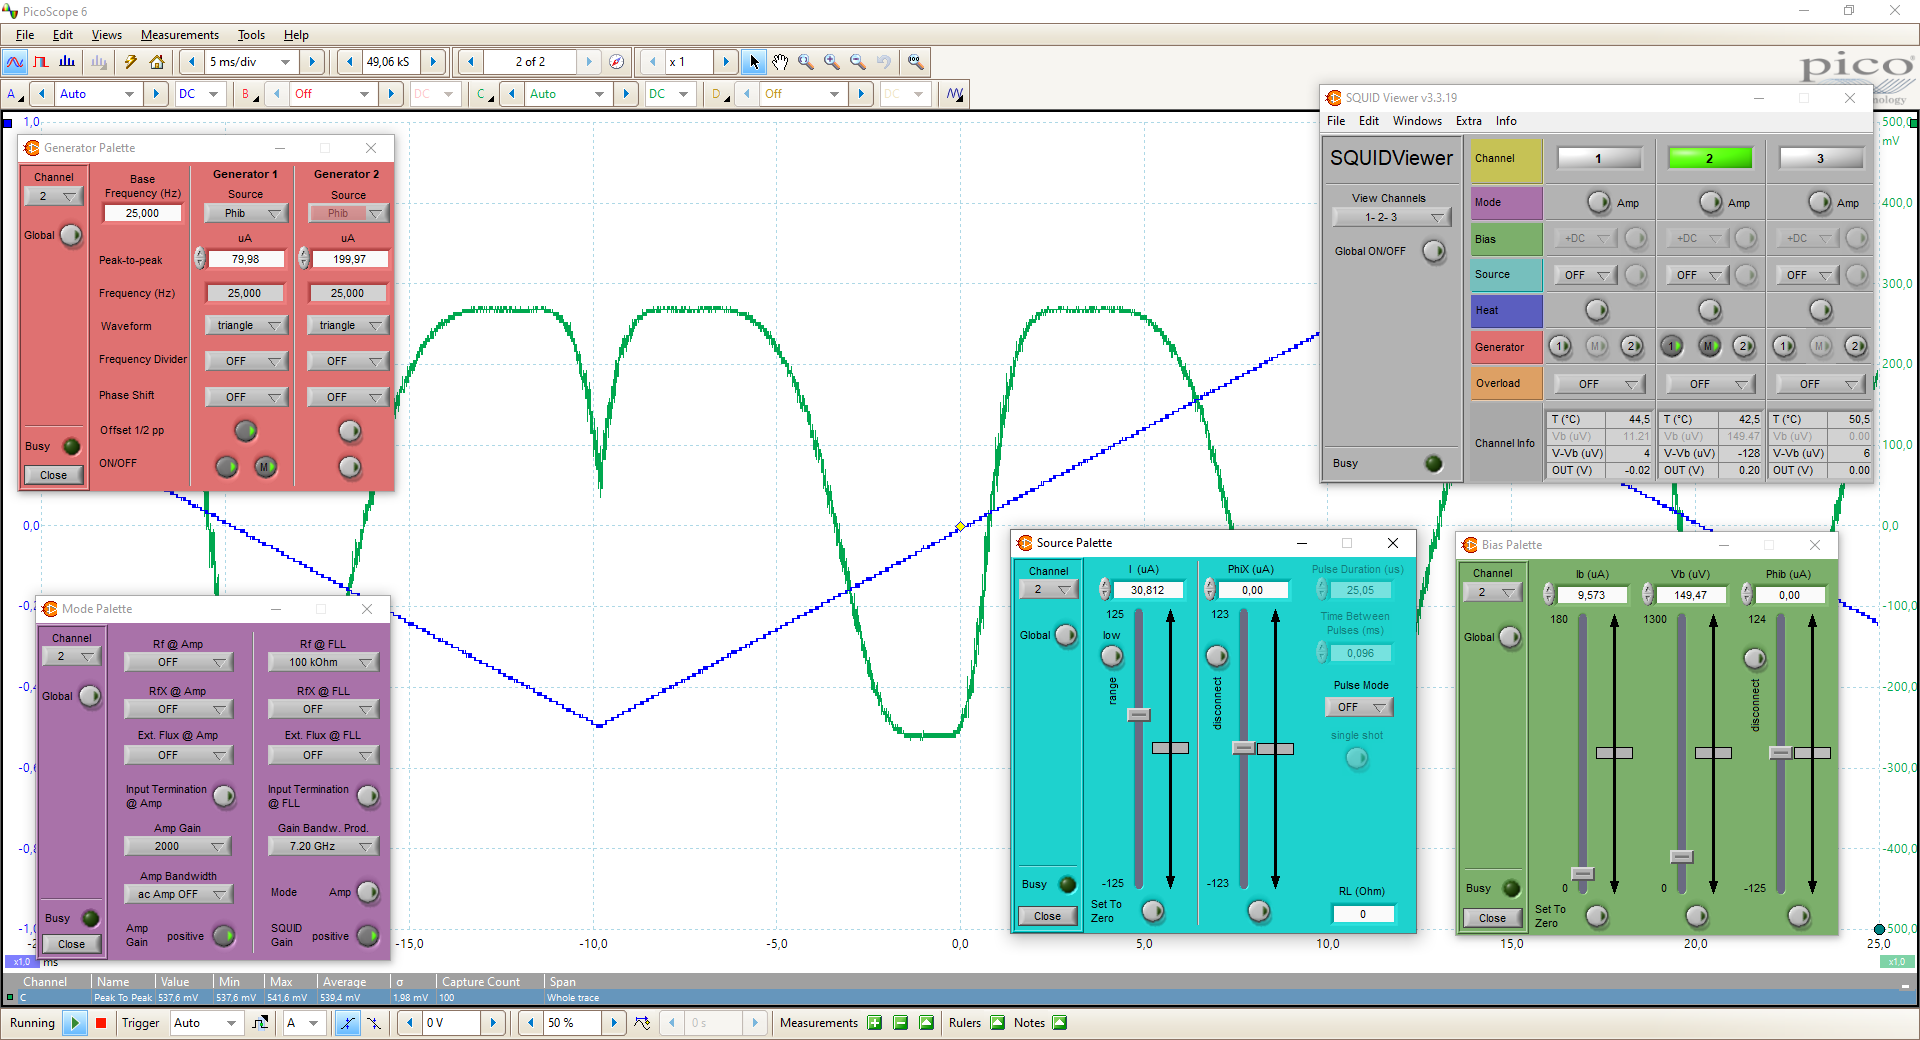 PicoScope 6
File Edit Views Measurements Tools Help
5 ms/div 49,06 kS 2 of 2 x 1
pico
A Auto DC B Off DC C Auto DC D Off DC
nology
1,0
500,0
mV
400,0
300,0
200,0
100,0
0,0
-100,0
-200,0
-300,0
-400,0
-500,0
0,0
-0,2
-0,4
-0,6
-0,8
-1,0
-15,0 -10,0 -5,0 0,0 5,0 10,0 15,0 20,0 25,0
x1,0 ms
x1,0
Generator Palette
Channel
2
Global
Busy
Close
Base
Frequency (Hz)
25,000
Generator 1 Generator 2
Source Source
Phib Phib
uA uA
Peak-to-peak 79,98 199,97
Frequency (Hz) 25,000 25,000
Waveform triangle triangle
Frequency Divider OFF OFF
Phase Shift OFF OFF
Offset 1/2 pp
ON/OFF M
Mode Palette
Channel
2
Global
Busy
Close
Rf @ Amp Rf @ FLL
OFF 100 kOhm
RfX @ Amp RfX @ FLL
OFF OFF
Ext. Flux @ Amp Ext. Flux @ FLL
OFF OFF
Input Termination
@ Amp
Input Termination
@ FLL
Amp Gain Gain Bandw. Prod.
2000 7.20 GHz
Amp Bandwidth
ac Amp OFF
Mode Amp
Amp
Gain positive
SQUID
Gain positive
SQUID Viewer v3.3.19
File Edit Windows Extra Info
SQUIDViewer
View Channels
1- 2- 3
Global ON/OFF
Busy
Channel 1 2 3
Mode Amp Amp Amp
Bias +DC +DC +DC
Source OFF OFF OFF
Heat
Generator 1 M 2 1 M 2 1 M 2
Overload OFF OFF OFF
Channel Info
T (°C) 44,5 T (°C) 42,5 T (°C) 50,5
Vb (uV) 11.21 Vb (uV) 149.47 Vb (uV) 0.00
V-Vb (uV) 4 V-Vb (uV) -128 V-Vb (uV) 6
OUT (V) -0.02 OUT (V) 0.20 OUT (V) 0.00
Source Palette
Channel
2
Global
Busy
Close
I (uA) PhiX (uA) Pulse Duration (us)
30,812 0,00 25,05
125 123
low
range
disconnect
Time Between
Pulses (ms)
0,096
Pulse Mode
OFF
single shot
-125 -123
Set To
Zero
RL (Ohm)
0
Bias Palette
Channel
2
Global
Busy
Close
Ib (uA) Vb (uV) Phib (uA)
9,573 149,47 0,00
180 1300 124
disconnect
0 0 -125
Set To
Zero
Channel Name Value Min Max Average σ Capture Count Span
C Peak To Peak 537,6 mV 537,6 mV 541,6 mV 539,4 mV 1,98 mV 100 Whole trace
Running Trigger Auto A 0 V 50 % 0 s Measurements Rulers Notes